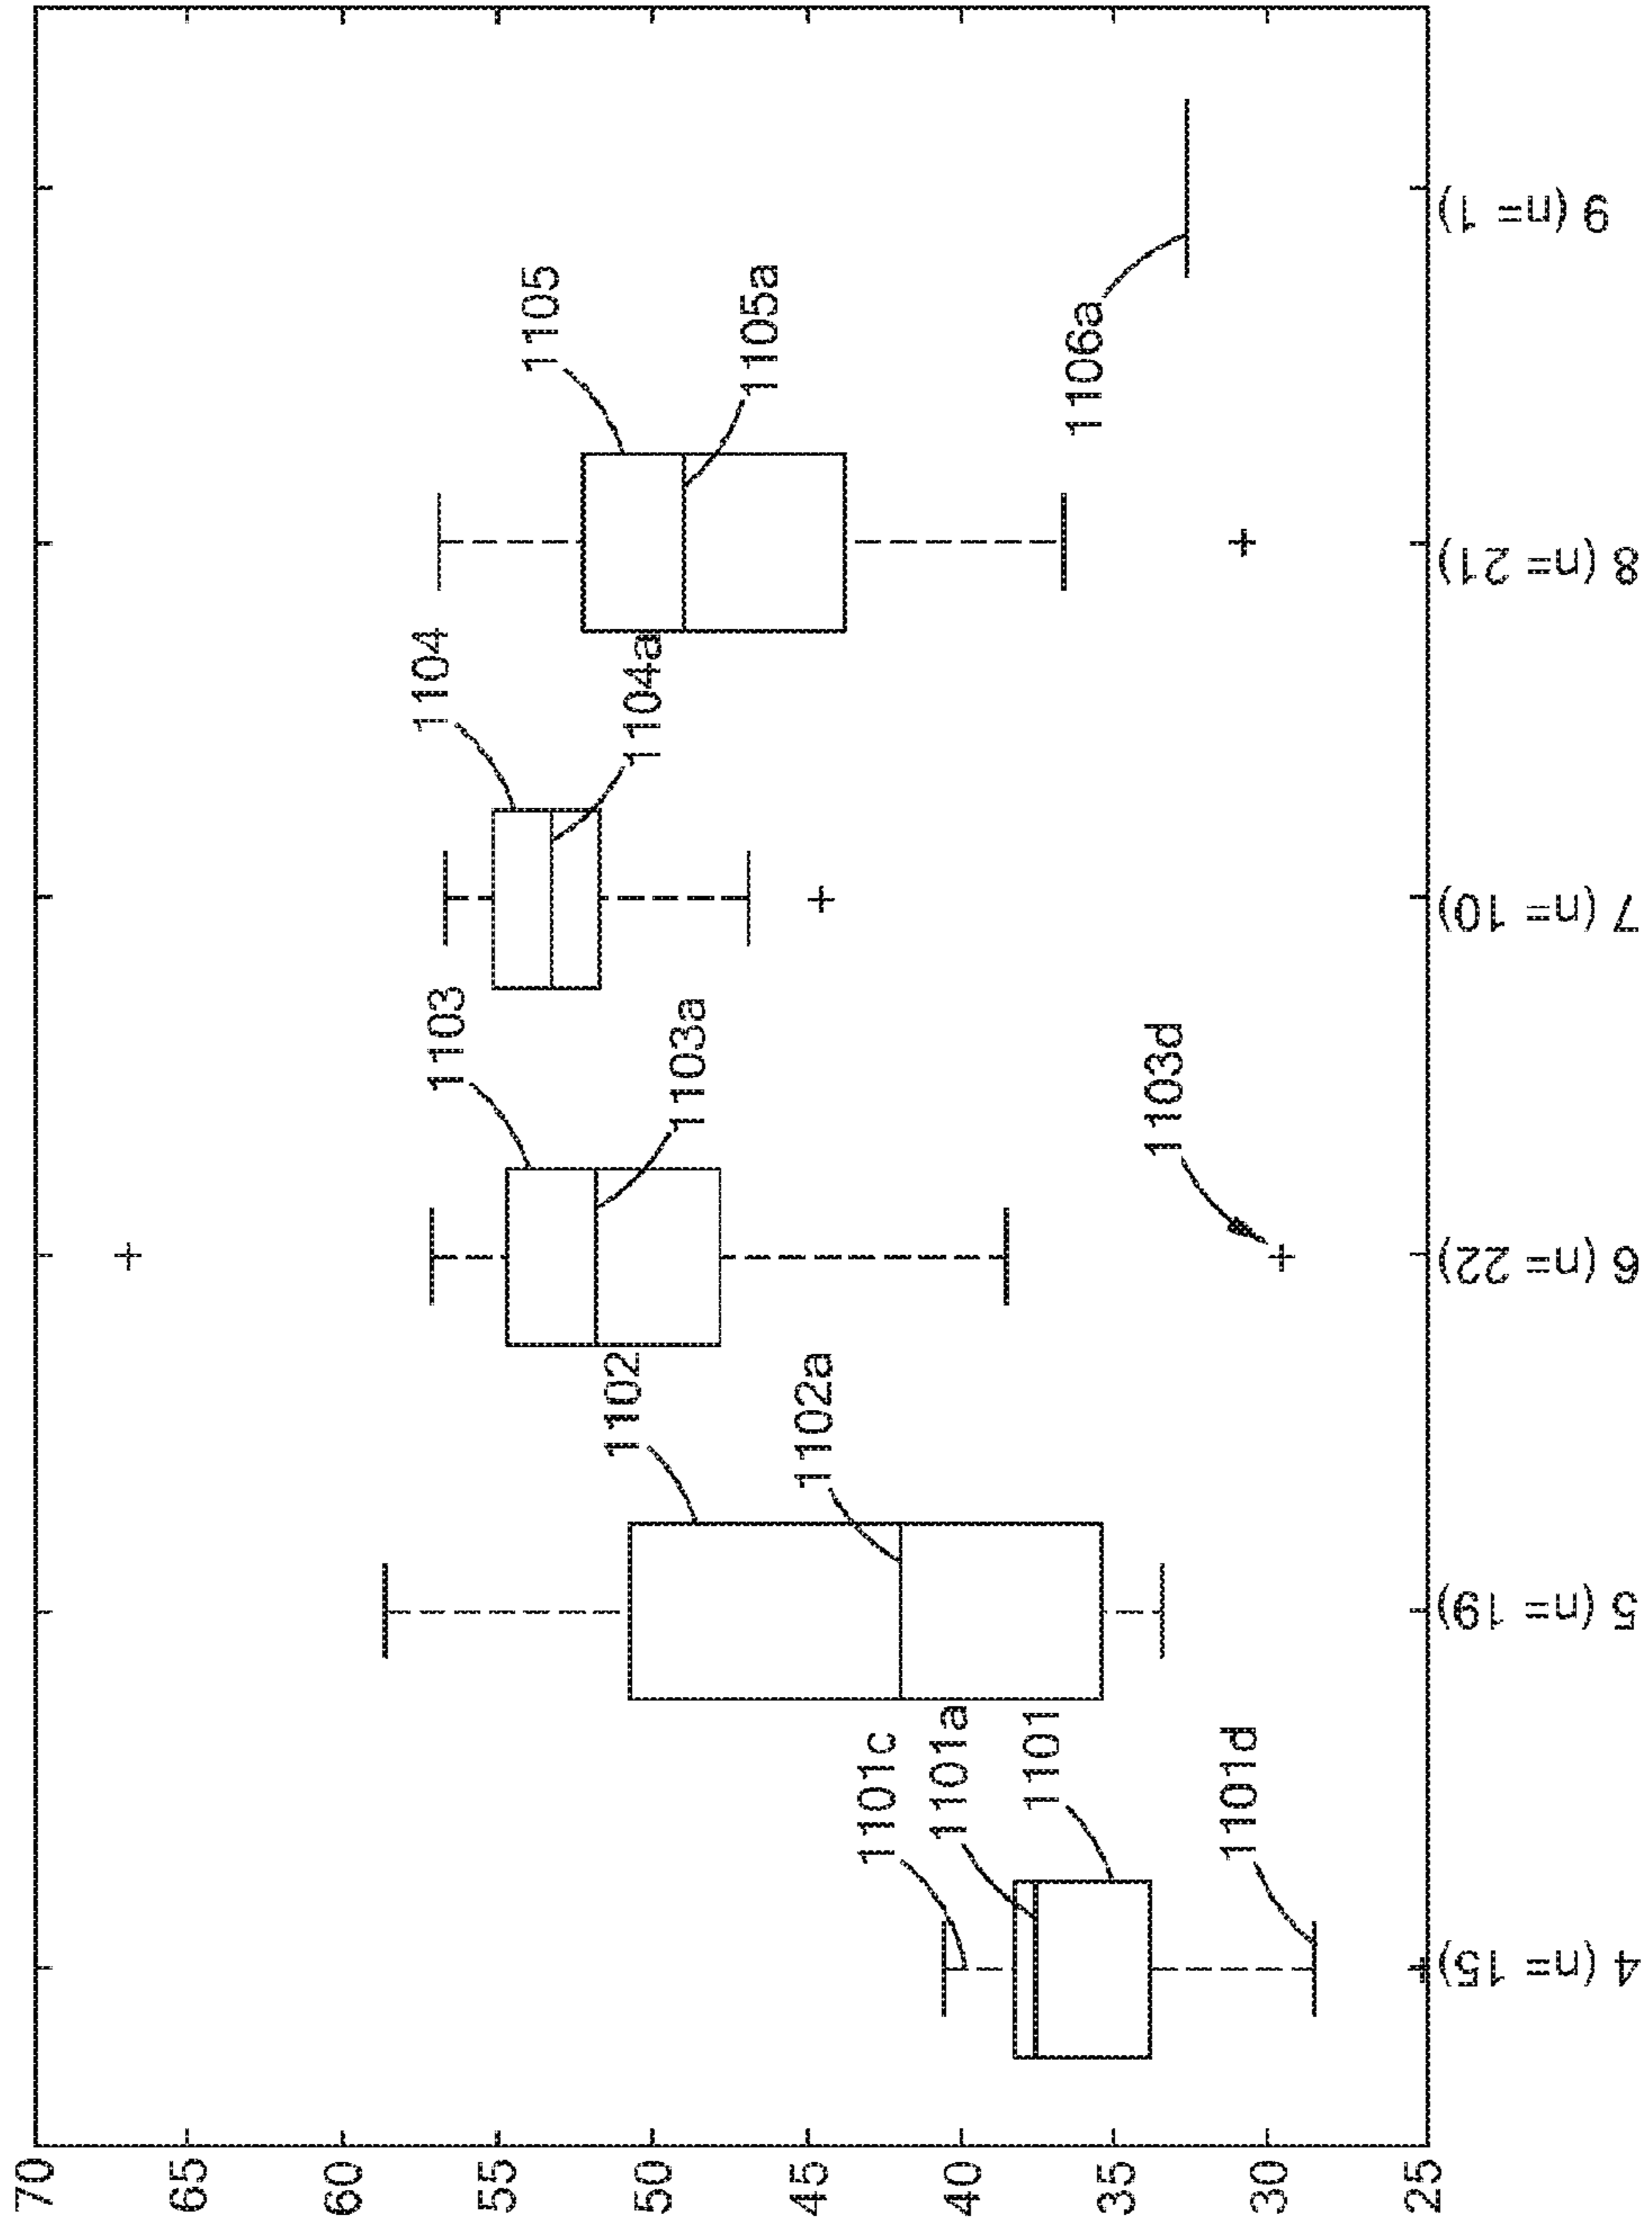 70
65
60
55
50
45
40
35
30
25
4 (n= 15)
5 (n= 19)
6 (n= 22)
7 (n= 10)
8 (n= 21)
9 (n= 1)
1101c
1101a
1101
1101d
1102
1102a
1103
1103a
1103d
1104
1104a
1105
1105a
1106a